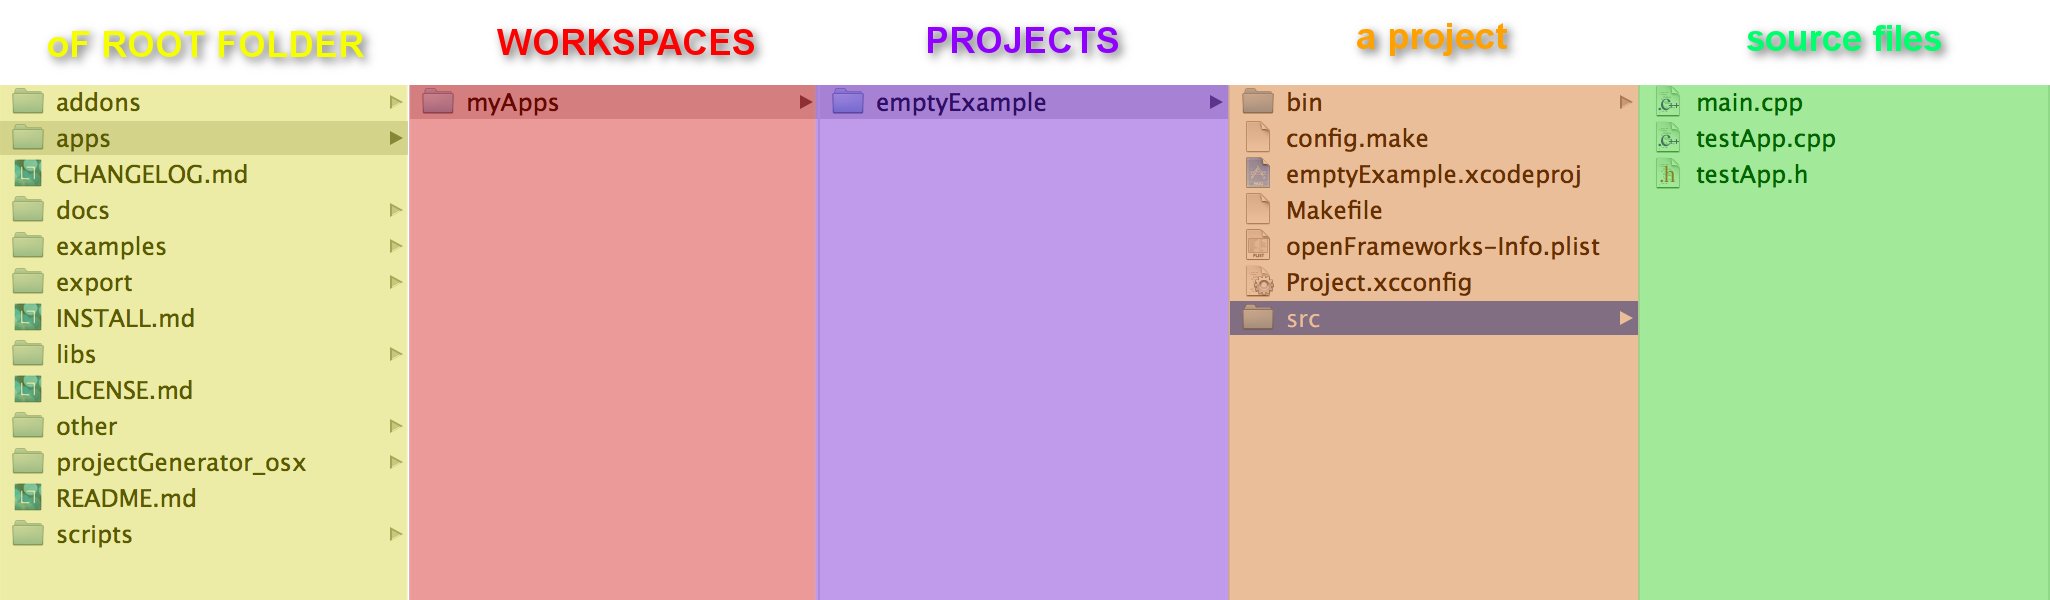 oF ROOT FOLDER
WORKSPACES
PROJECTS
a project
source files
addons
apps
CHANGELOG.md
docs
examples
export
INSTALL.md
libs
LICENSE.md
other
projectGenerator_osx
README.md
scripts
myApps
emptyExample
bin
config.make
emptyExample.xcodeproj
Makefile
openFrameworks-Info.plist
Project.xcconfig
src
main.cpp
testApp.cpp
testApp.h